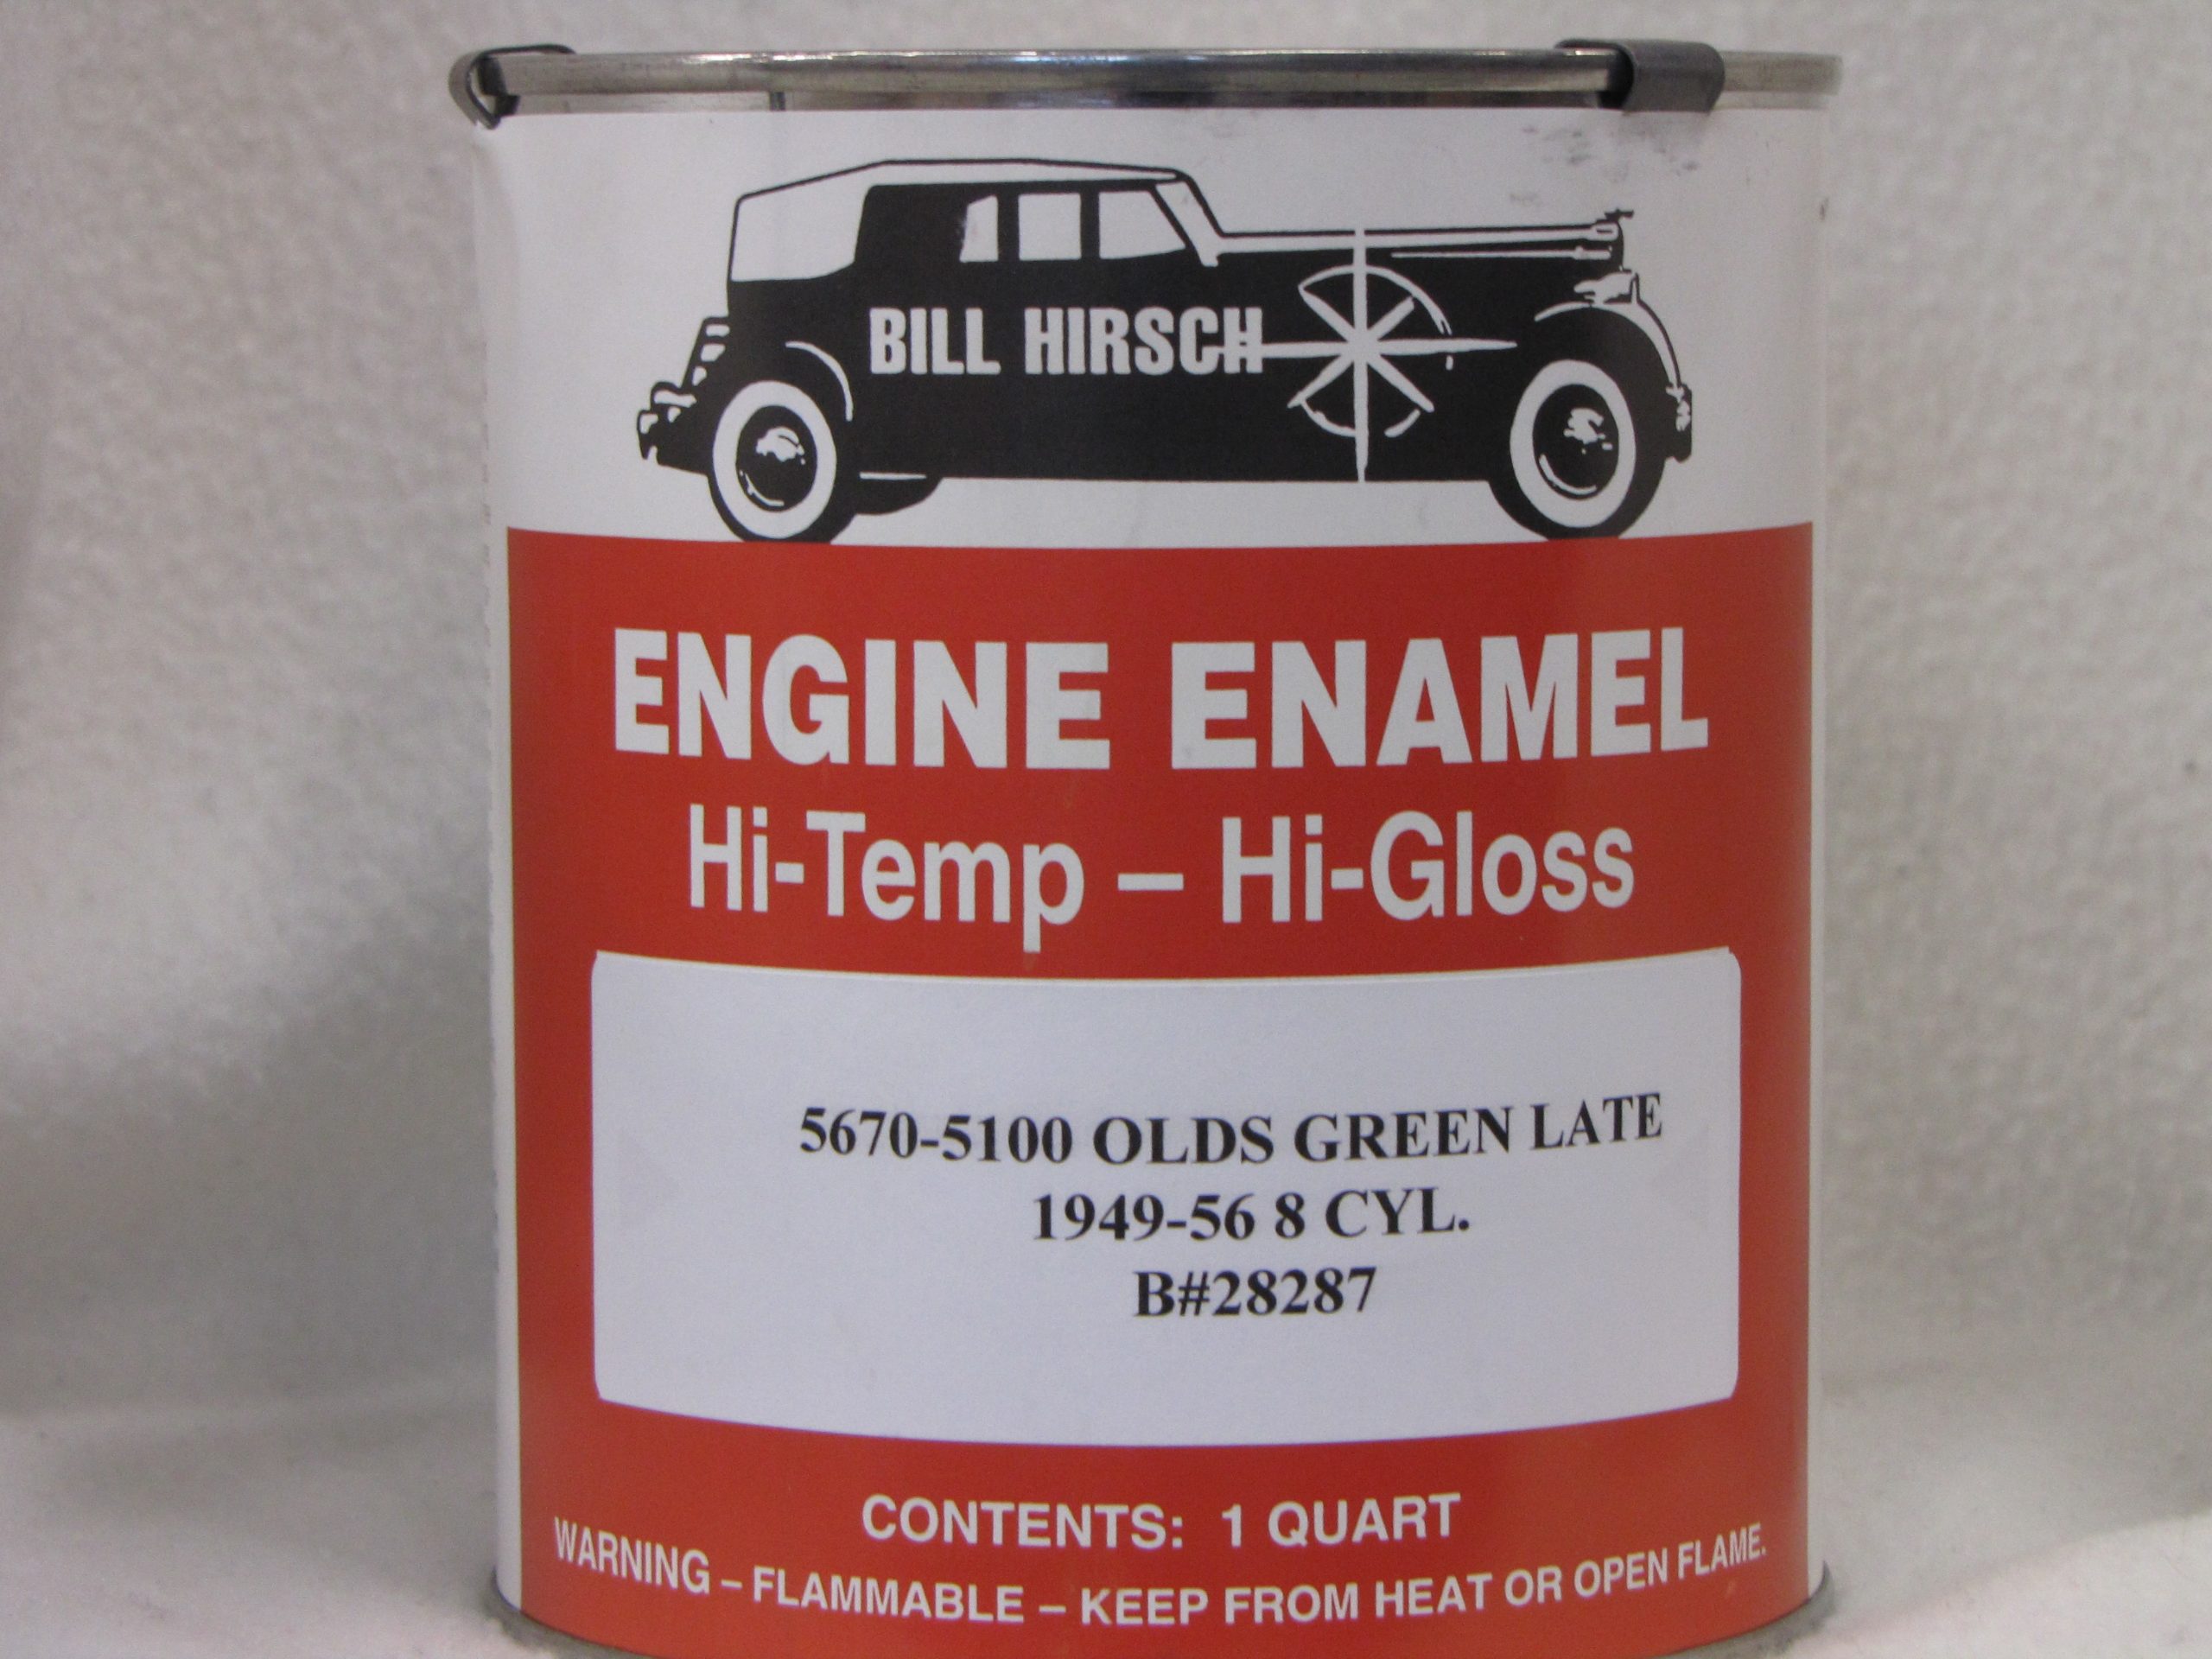 BILL HIRSCH
ENGINE ENAMEL
Hi-Temp – Hi-Gloss
5670-5100 OLDS GREEN LATE
1949-56 8 CYL.
B#28287
CONTENTS: 1 QUART
WARNING – FLAMMABLE – KEEP FROM HEAT OR OPEN FLAME.